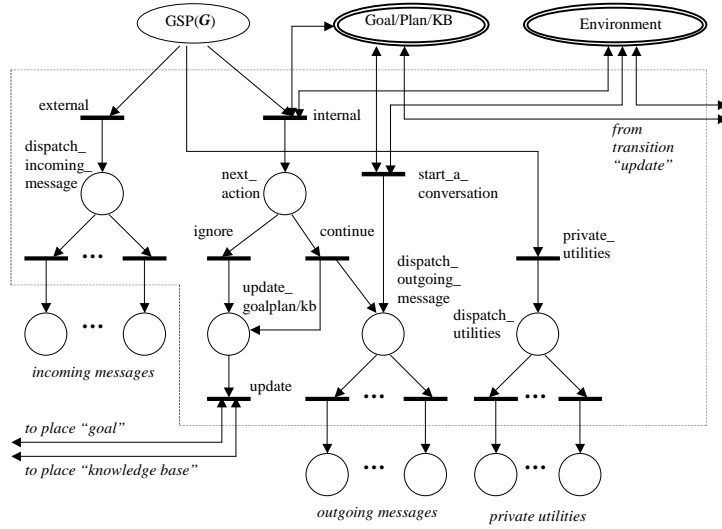 GSP(G)
Goal/Plan/KB
Environment
external
internal
from
transition
"update"
dispatch_
incoming_
message
next_
action
start_a_
conversation
ignore
continue
private_
utilities
•••
update_
goalplan/kb
dispatch_
outgoing_
message
dispatch_
utilities
•••
incoming messages
update
•••
•••
to place "goal"
to place "knowledge base"
•••
•••
outgoing messages
private utilities